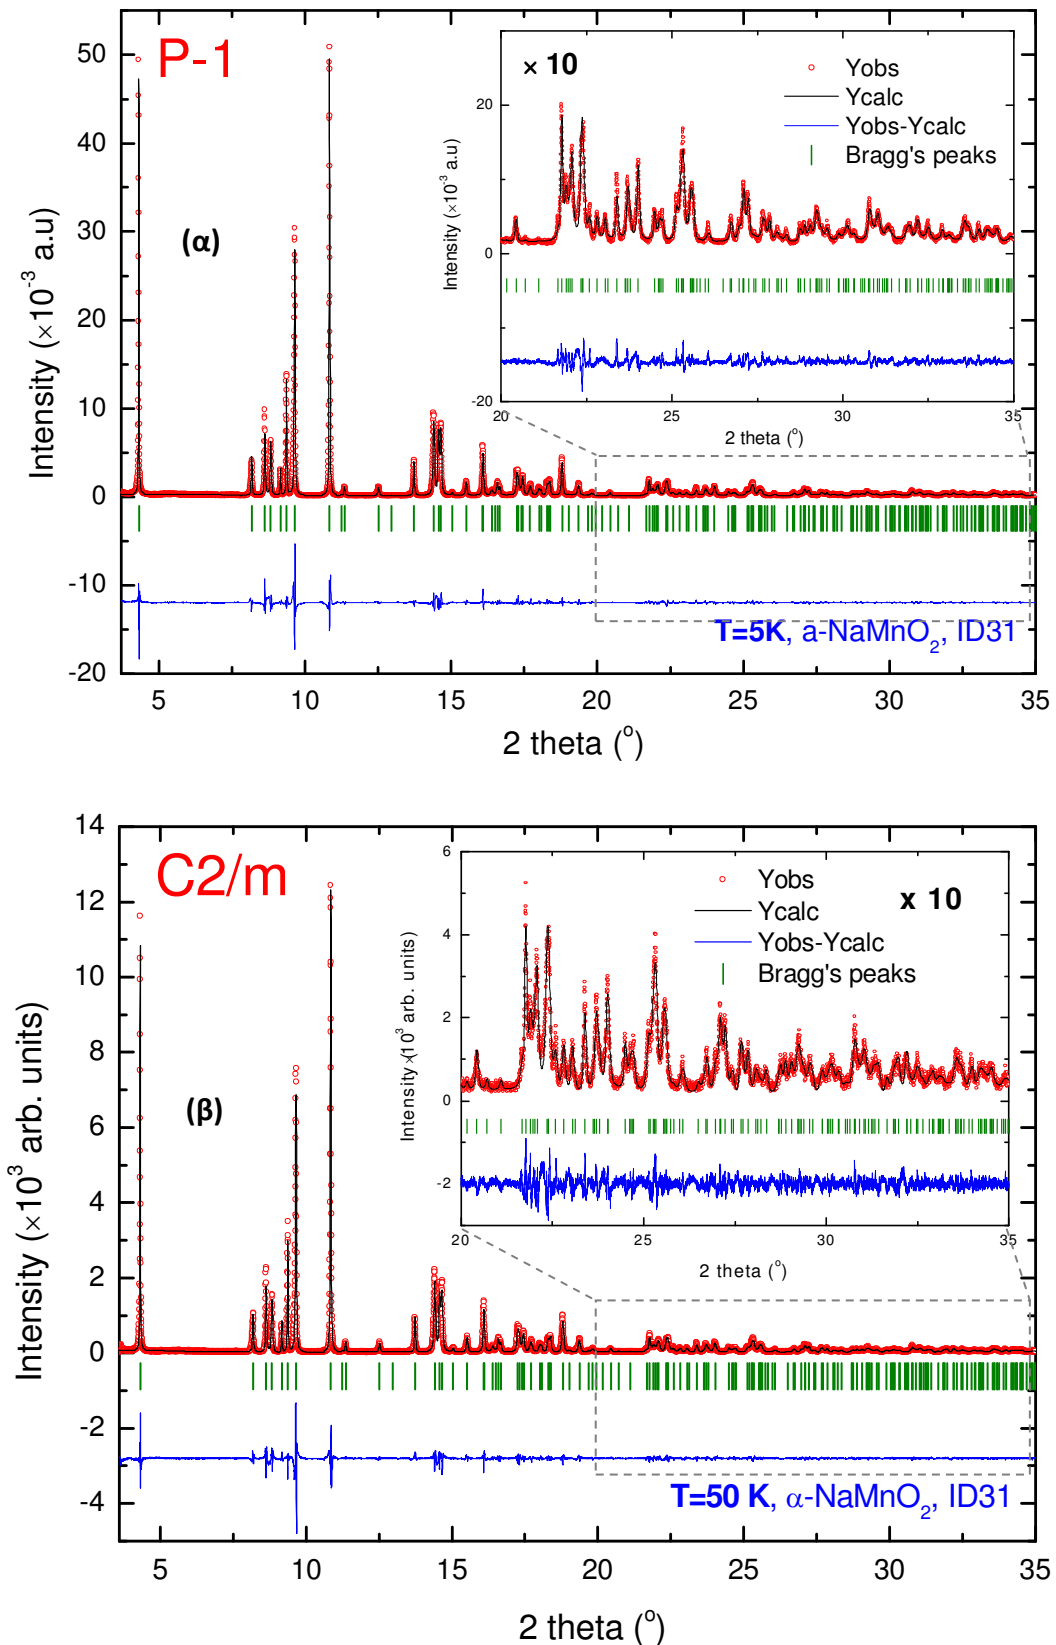 P-1
(α)
× 10
Yobs
Ycalc
Yobs-Ycalc
Bragg's peaks
Intensity (×10⁻³ a.u)
20
0
-20
20
25
30
35
2 theta (°)
Intensity (×10⁻³ a.u)
50
40
30
20
10
0
-10
-20
T=5K, a-NaMnO₂, ID31
5
10
15
20
25
30
35
2 theta (°)
C2/m
(β)
x 10
Yobs
Ycalc
Yobs-Ycalc
Bragg's peaks
Intensity ×(10³ arb. units)
6
4
2
0
-2
20
25
30
35
2 theta (°)
Intensity (×10³ arb. units)
14
12
10
8
6
4
2
0
-2
-4
T=50 K, α-NaMnO₂, ID31
5
10
15
20
25
30
35
2 theta (°)